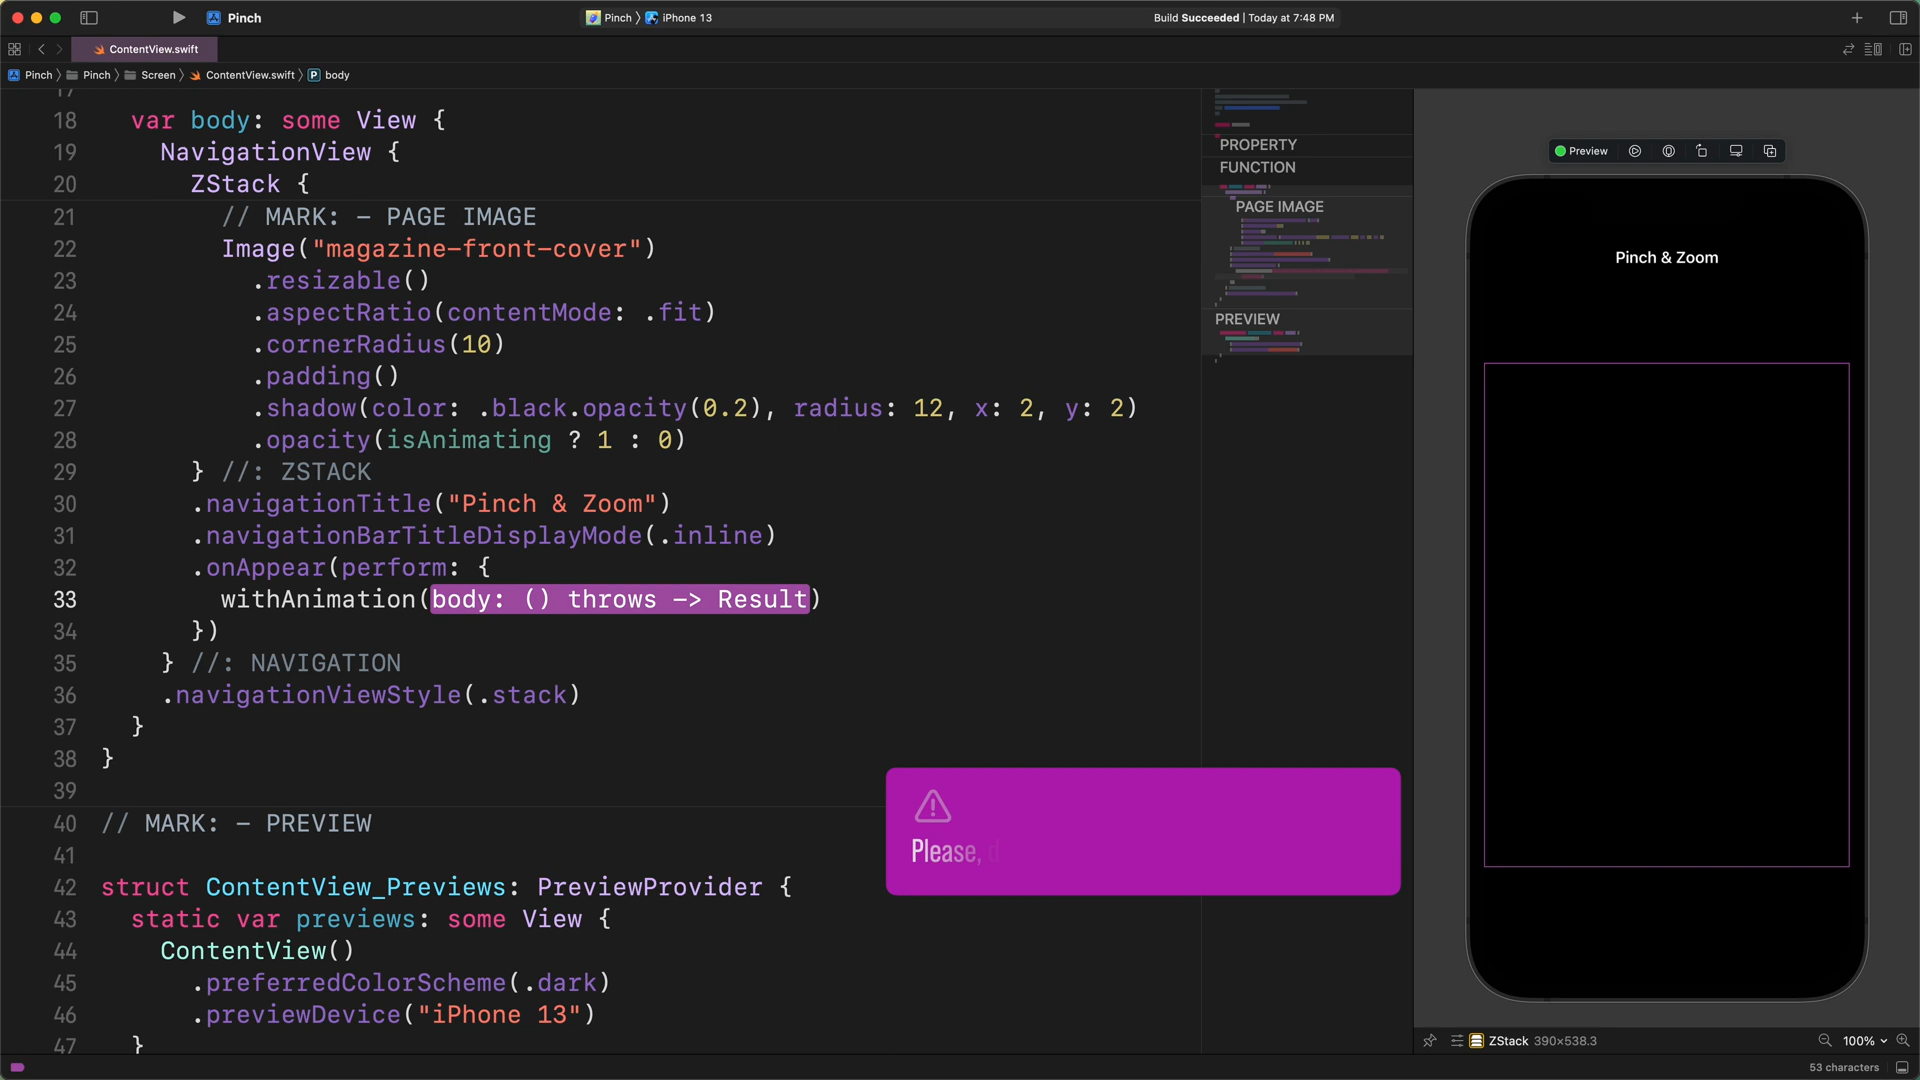 Pinch
Pinch 〉 iPhone 13
Build Succeeded | Today at 7:48 PM
ContentView.swift
Pinch 〉 Pinch 〉 Screen 〉 ContentView.swift 〉 P body
17
18 var body: some View {
19 NavigationView {
20 ZStack {
21 // MARK: - PAGE IMAGE
22 Image("magazine-front-cover")
23 .resizable()
24 .aspectRatio(contentMode: .fit)
25 .cornerRadius(10)
26 .padding()
27 .shadow(color: .black.opacity(0.2), radius: 12, x: 2, y: 2)
28 .opacity(isAnimating ? 1 : 0)
29 } //: ZSTACK
30 .navigationTitle("Pinch & Zoom")
31 .navigationBarTitleDisplayMode(.inline)
32 .onAppear(perform: {
33 withAnimation(body: () throws -> Result)
34 })
35 } //: NAVIGATION
36 .navigationViewStyle(.stack)
37 }
38 }
39
40 // MARK: - PREVIEW
41
42 struct ContentView_Previews: PreviewProvider {
43 static var previews: some View {
44 ContentView()
45 .preferredColorScheme(.dark)
46 .previewDevice("iPhone 13")
47 }
PROPERTY
FUNCTION
PAGE IMAGE
PREVIEW
Please, d
Preview
Pinch & Zoom
ZStack 390×538.3
100%
53 characters